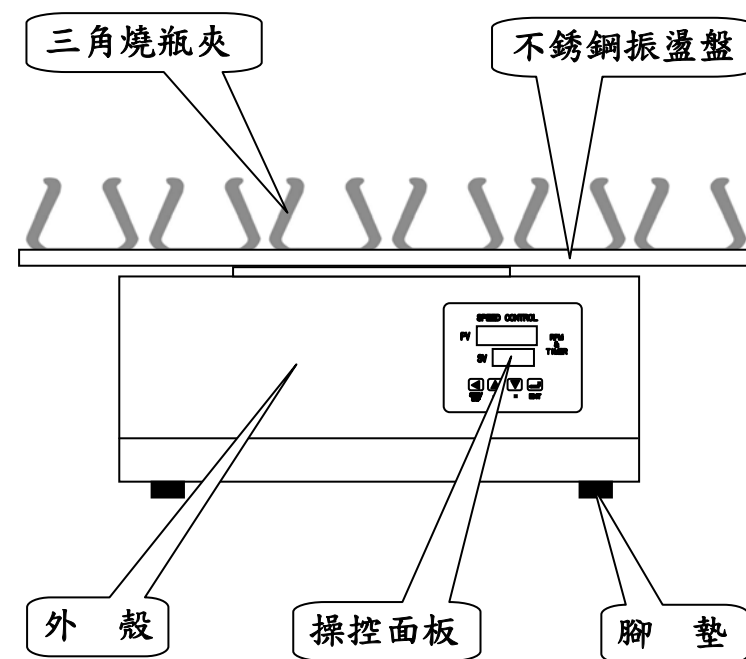 三角燒瓶夾
不銹鋼振盪盤
SPEED CONTROL
PV
RPM
&
TIMER
SV
外 殼
操控面板
腳 墊